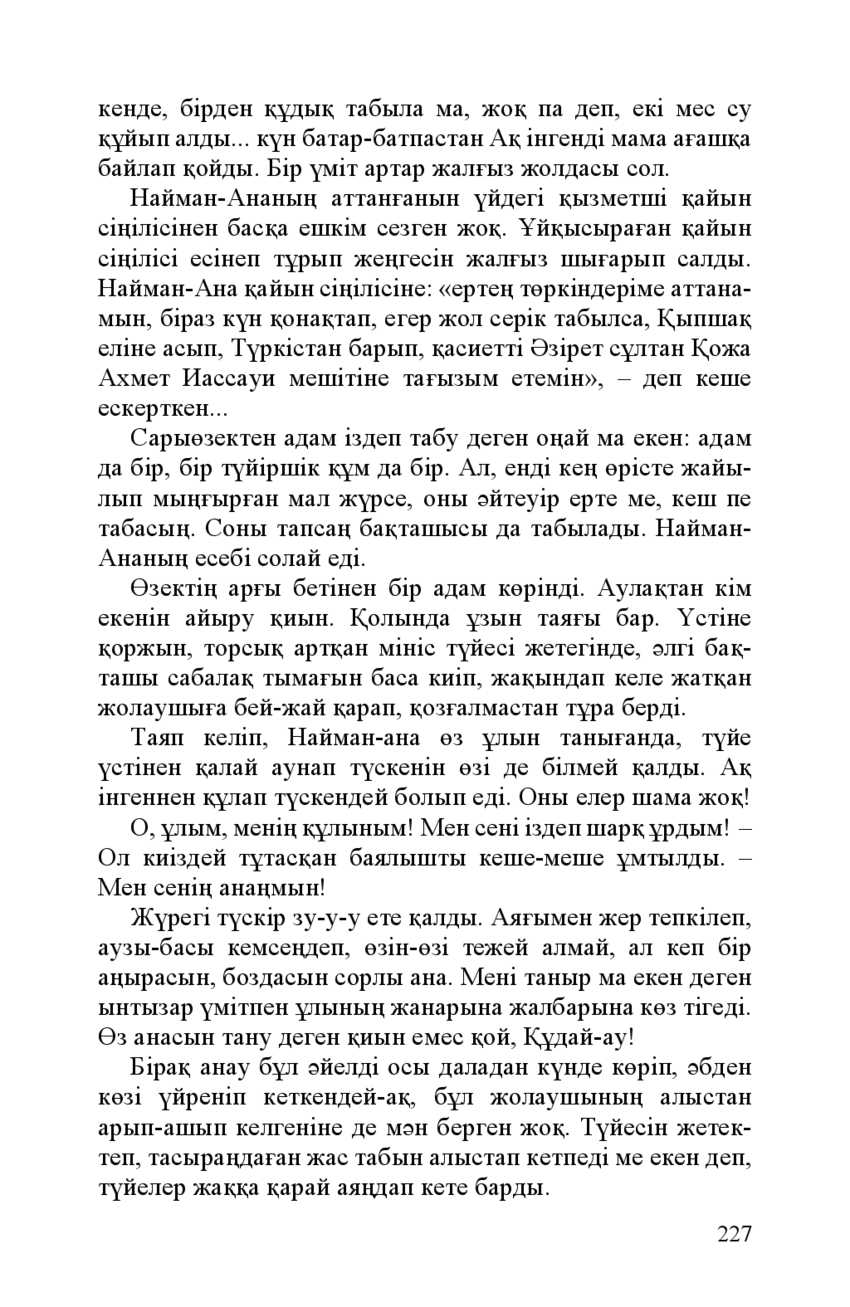 кенде, бірден құдық табыла ма, жоқ па деп, екі мес су
құйып алды... күн батар-батпастан Ақ інгенді мама ағашқа
байлап қойды. Бір үміт артар жалғыз жолдасы сол.
Найман-Ананың аттанғанын үйдегі қызметші қайын
сіңілісінен басқа ешкім сезген жоқ. Ұйқысыраған қайын
сіңілісі есінеп тұрып жеңгесін жалғыз шығарып салды.
Найман-Ана қайын сіңілісіне: «ертең төркіндеріме аттана-
мын, біраз күн қонақтап, егер жол серік табылса, Қыпшақ
еліне асып, Түркістан барып, қасиетті Әзірет сұлтан Қожа
Ахмет Иассауи мешітіне тағызым етемін», – деп кеше
ескерткен...
Сарыөзектен адам іздеп табу деген оңай ма екен: адам
да бір, бір түйіршік құм да бір. Ал, енді кең өрісте жайы-
лып мыңғырған мал жүрсе, оны әйтеуір ерте ме, кеш пе
табасың. Соны тапсаң бақташысы да табылады. Найман-
Ананың есебі солай еді.
Өзектің арғы бетінен бір адам көрінді. Аулақтан кім
екенін айыру қиын. Қолында ұзын таяғы бар. Үстіне
қоржын, торсық артқан мініс түйесі жетегінде, әлгі бақ-
ташы сабалақ тымағын баса киіп, жақындап келе жатқан
жолаушыға бей-жай қарап, қозғалмастан тұра берді.
Таяп келіп, Найман-ана өз ұлын танығанда, түйе
үстінен қалай аунап түскенін өзі де білмей қалды. Ақ
інгеннен құлап түскендей болып еді. Оны елер шама жоқ!
О, ұлым, менің құлыным! Мен сені іздеп шарқ ұрдым! –
Ол киіздей тұтасқан баялышты кеше-меше ұмтылды. –
Мен сенің анаңмын!
Жүрегі түскір зу-у-у ете қалды. Аяғымен жер тепкілеп,
аузы-басы кемсеңдеп, өзін-өзі тежей алмай, ал кеп бір
аңырасын, боздасын сорлы ана. Мені таныр ма екен деген
ынтызар үмітпен ұлының жанарына жалбарына көз тігеді.
Өз анасын тану деген қиын емес қой, Құдай-ау!
Бірақ анау бұл әйелді осы даладан күнде көріп, әбден
көзі үйреніп кеткендей-ақ, бұл жолаушының алыстан
арып-ашып келгеніне де мән берген жоқ. Түйесін жетек-
теп, тасыраңдаған жас табын алыстап кетпеді ме екен деп,
түйелер жаққа қарай аяңдап кете барды.
227